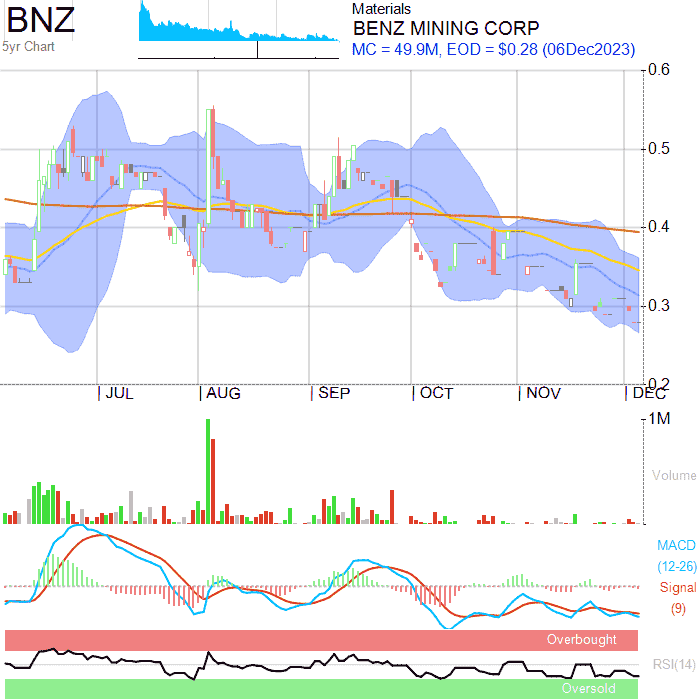 BNZ
5yr Chart
Materials
BENZ MINING CORP
MC = 49.9M, EOD = $0.28 (06Dec2023)
0.6
0.5
0.4
0.3
0.2
JUL AUG SEP OCT NOV DEC
1M
Volume
MACD
(12-26)
Signal
(9)
Overbought
RSI(14)
Oversold